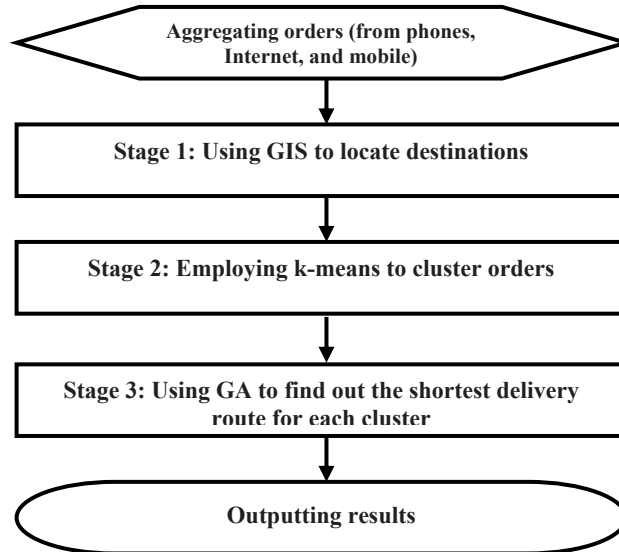 Aggregating orders (from phones,
Internet, and mobile)
Stage 1: Using GIS to locate destinations
Stage 2: Employing k-means to cluster orders
Stage 3: Using GA to find out the shortest delivery
route for each cluster
Outputting results